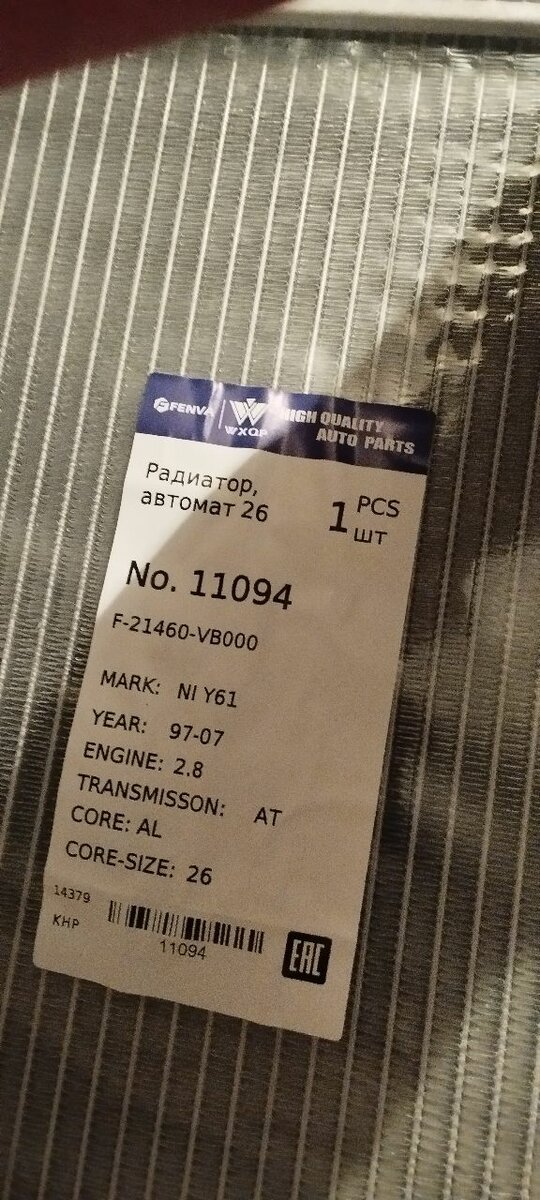 FENVA
WXQP
HIGH QUALITY
AUTO PARTS
Радиатор,
автомат 26
1 PCS
шт
No. 11094
F-21460-VB000
MARK: NI Y61
YEAR: 97-07
ENGINE: 2.8
TRANSMISSON: AT
CORE: AL
CORE-SIZE: 26
14379
KHP
11094
EAC